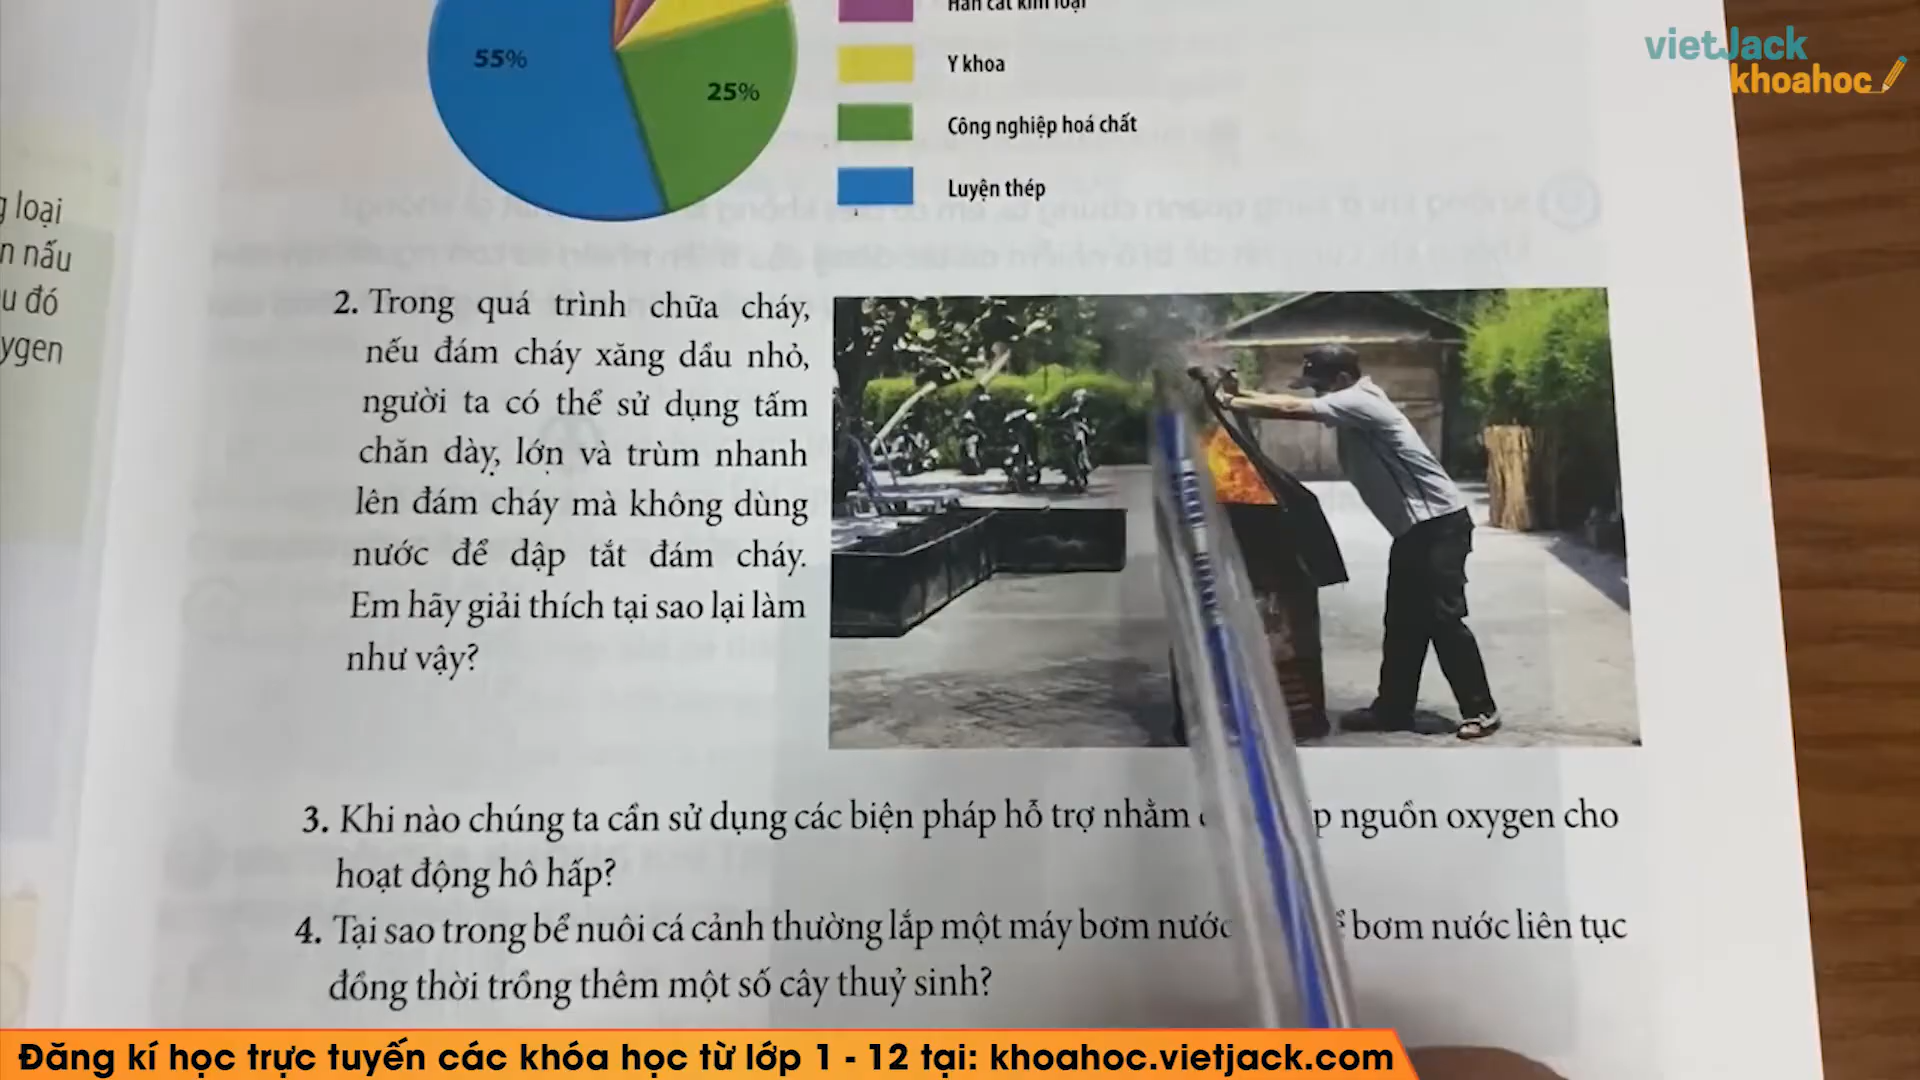 Hàn cắt kim loại
vietJack
khoahoc
55%
Y khoa
25%
Công nghiệp hoá chất
Luyện thép
loại
n nấu
u đó
ygen
2. Trong quá trình chữa cháy,
nếu đám cháy xăng dầu nhỏ,
người ta có thể sử dụng tấm
chăn dày, lớn và trùm nhanh
lên đám cháy mà không dùng
nước để dập tắt đám cháy.
Em hãy giải thích tại sao lại làm
như vậy?
3. Khi nào chúng ta cần sử dụng các biện pháp hỗ trợ nhằm p nguồn oxygen cho
hoạt động hô hấp?
4. Tại sao trong bể nuôi cá cảnh thường lắp một máy bơm nước bơm nước liên tục
đồng thời trồng thêm một số cây thuỷ sinh?
Đăng kí học trực tuyến các khóa học từ lớp 1 - 12 tại: khoahoc.vietjack.com